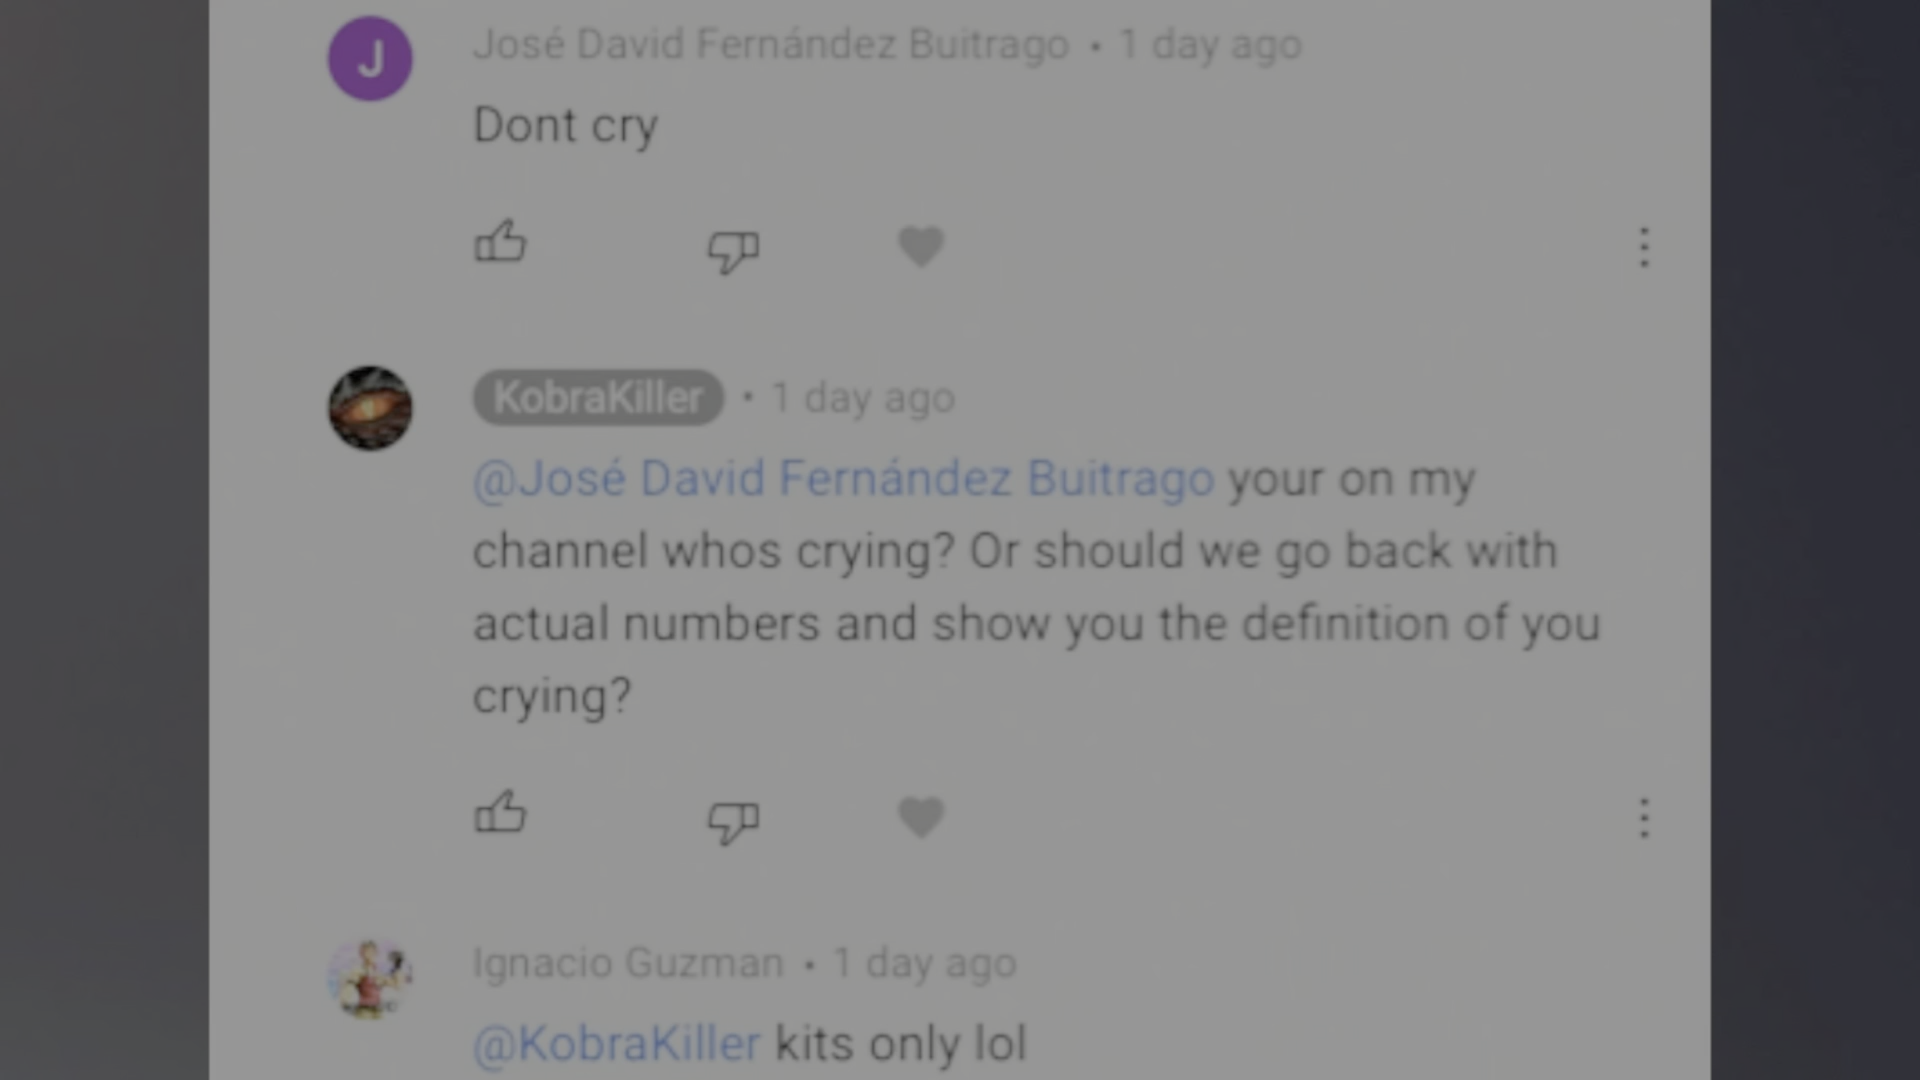 J
José David Fernández Buitrago • 1 day ago
Dont cry
KobraKiller • 1 day ago
@José David Fernández Buitrago your on my
channel whos crying? Or should we go back with
actual numbers and show you the definition of you
crying?
Ignacio Guzman • 1 day ago
@KobraKiller kits only lol